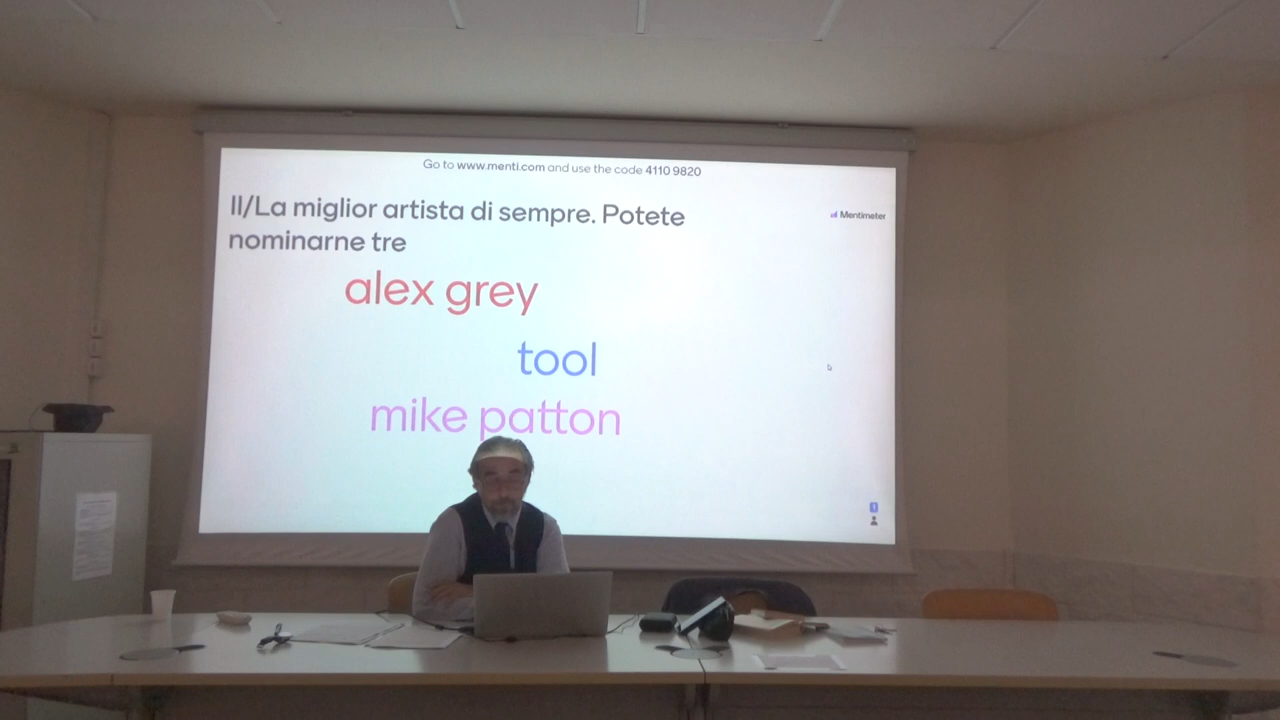 Go to www.menti.com and use the code 4110 9820
Il/La miglior artista di sempre. Potete
nominarne tre
Mentimeter
alex grey
tool
mike patton
1